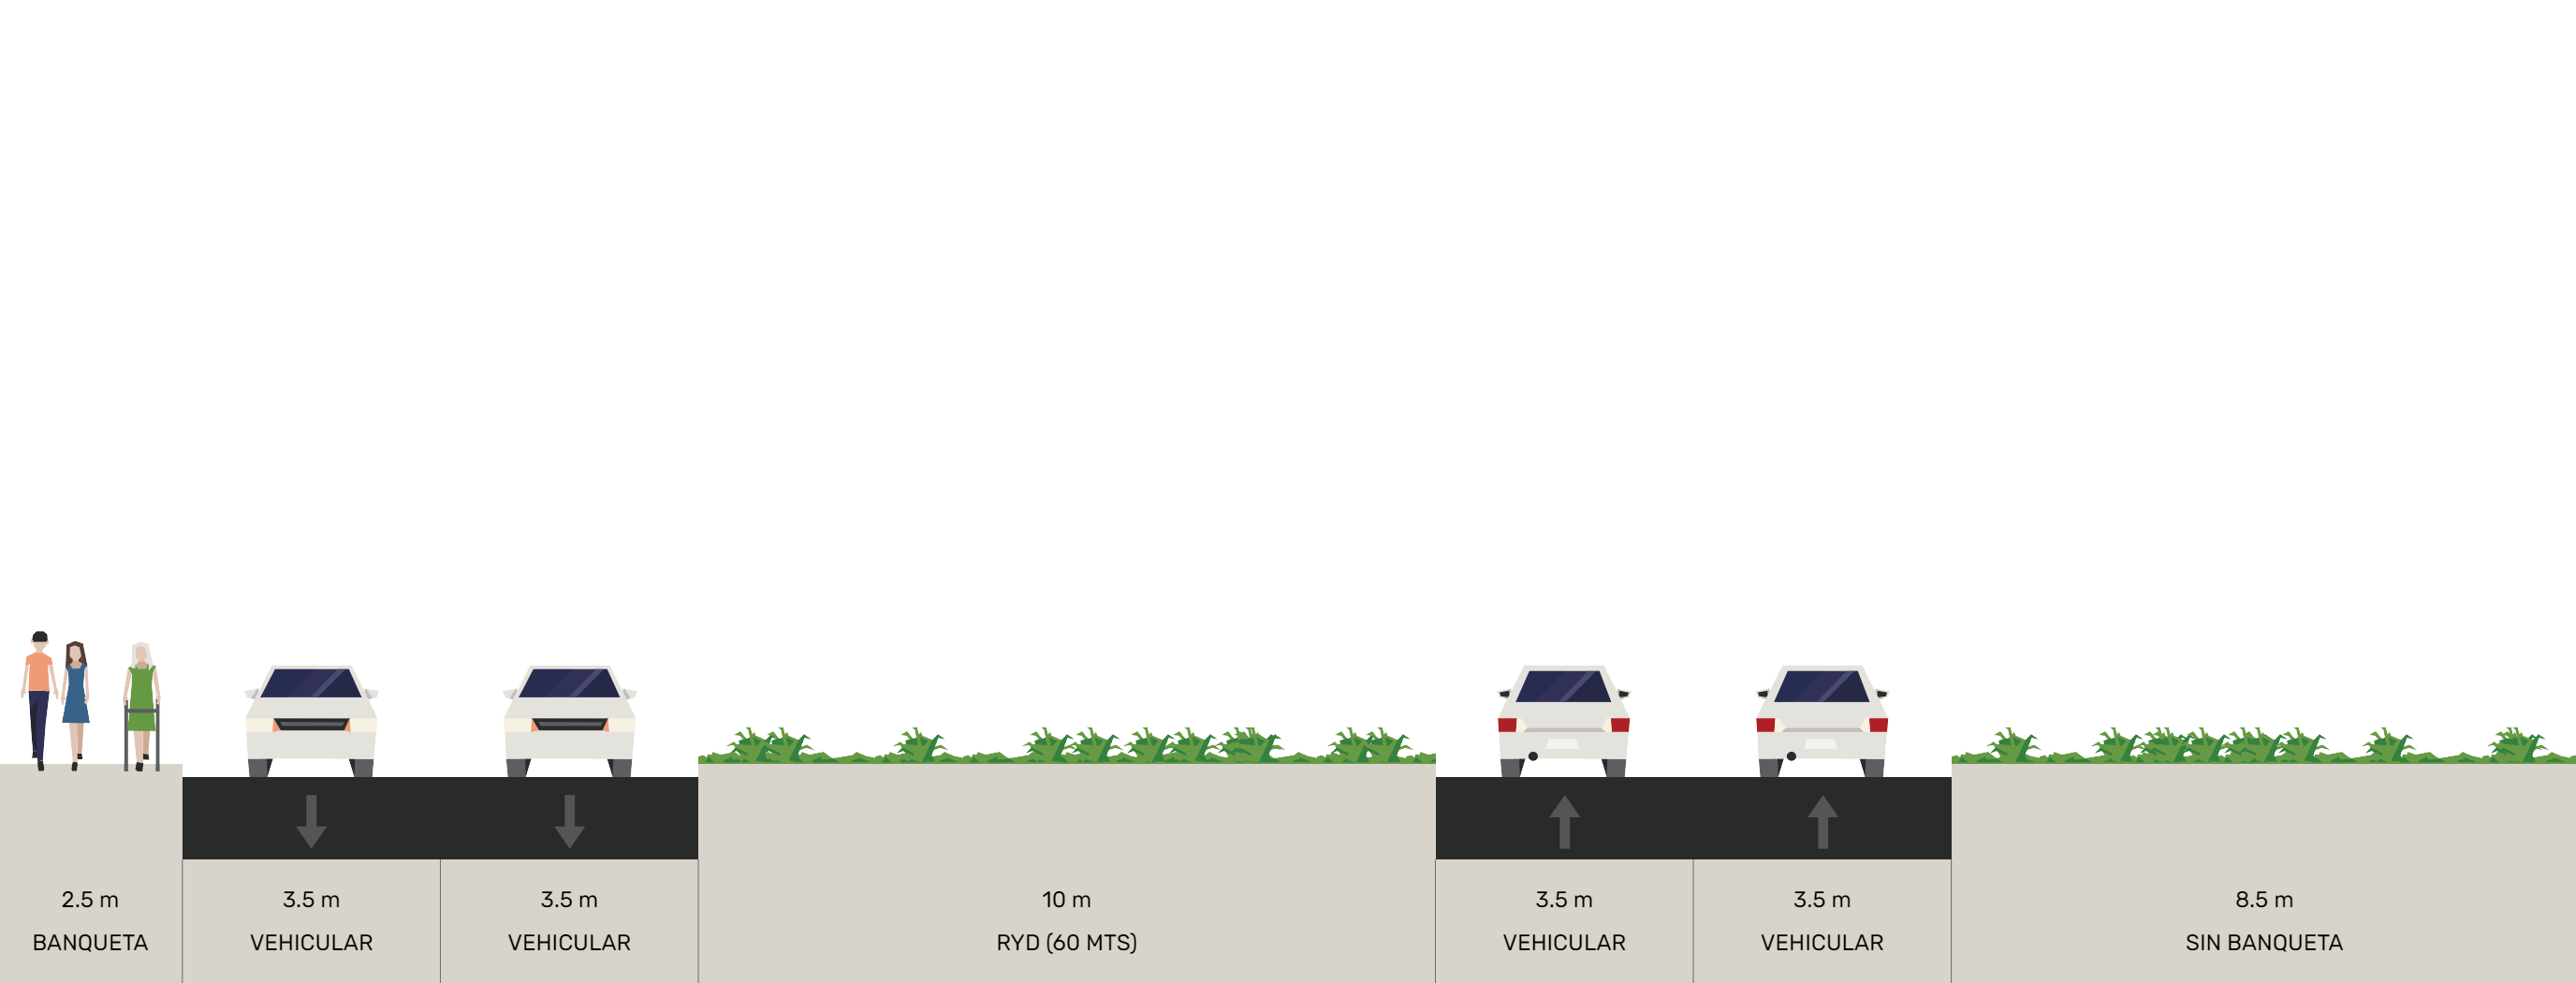 2.5 m
BANQUETA
3.5 m
VEHICULAR
3.5 m
VEHICULAR
10 m
RYD (60 MTS)
3.5 m
VEHICULAR
3.5 m
VEHICULAR
8.5 m
SIN BANQUETA